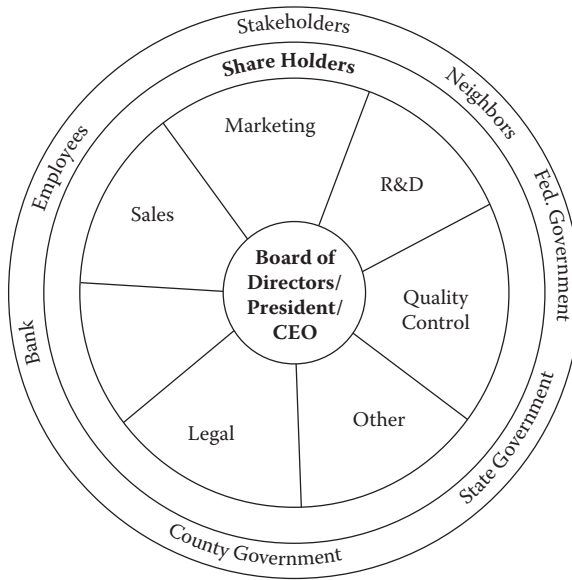 Stakeholders
Share Holders
Neighbors
Employees
Marketing
Fed. Government
R&D
Sales
Board of
Directors/
President/
CEO
Quality
Control
Bank
Legal
Other
State Government
County Government